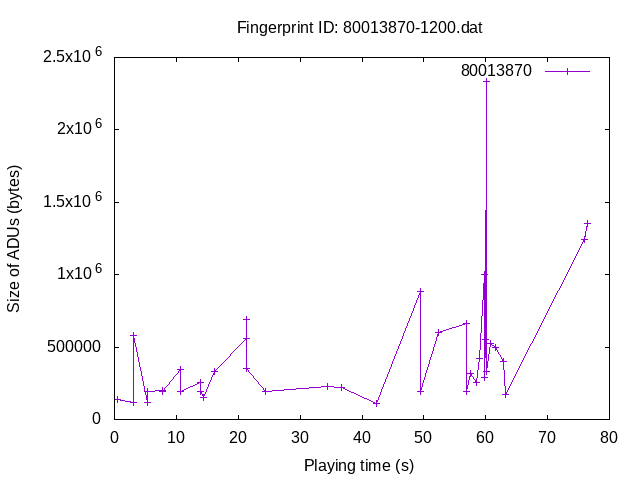 Fingerprint ID: 80013870-1200.dat
80013870
Size of ADUs (bytes)
2.5x10^6
2x10^6
1.5x10^6
1x10^6
500000
0
0 10 20 30 40 50 60 70 80
Playing time (s)